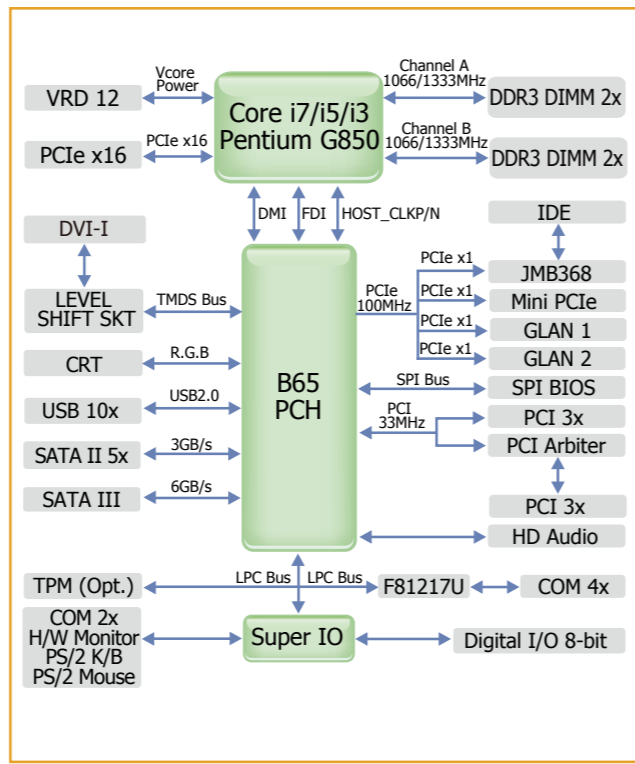 VRD 12
Vcore
Power
Core i7/i5/i3
Pentium G850
Channel A
1066/1333MHz
DDR3 DIMM 2x
PCIe x16
PCIe x16
Channel B
1066/1333MHz
DDR3 DIMM 2x
DMI
FDI
HOST_CLKP/N
DVI-I
LEVEL
SHIFT SKT
TMDS Bus
CRT
R.G.B
USB 10x
USB2.0
SATA II 5x
3GB/s
SATA III
6GB/s
B65
PCH
PCIe
100MHz
IDE
PCIe x1
JMB368
PCIe x1
Mini PCIe
PCIe x1
GLAN 1
PCIe x1
GLAN 2
SPI Bus
SPI BIOS
PCI
33MHz
PCI 3x
PCI Arbiter
PCI 3x
HD Audio
TPM (Opt.)
LPC Bus
LPC Bus
F81217U
COM 4x
COM 2x
H/W Monitor
PS/2 K/B
PS/2 Mouse
Super IO
Digital I/O 8-bit